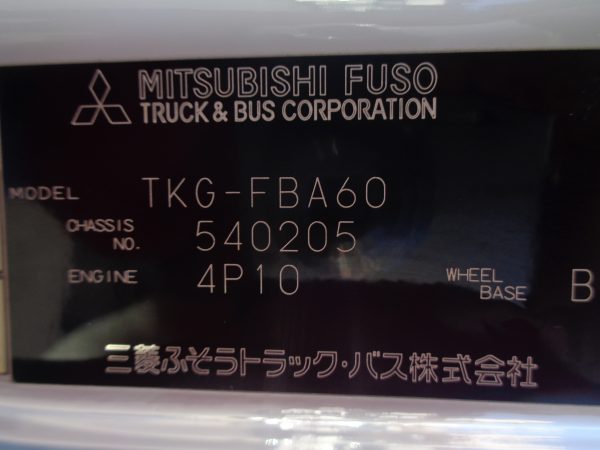 MITSUBISHI FUSO
TRUCK & BUS CORPORATION
MODEL TKG-FBA60
CHASSIS NO. 540205
ENGINE 4P10 WHEEL BASE B
三菱ふそうトラック・バス株式会社